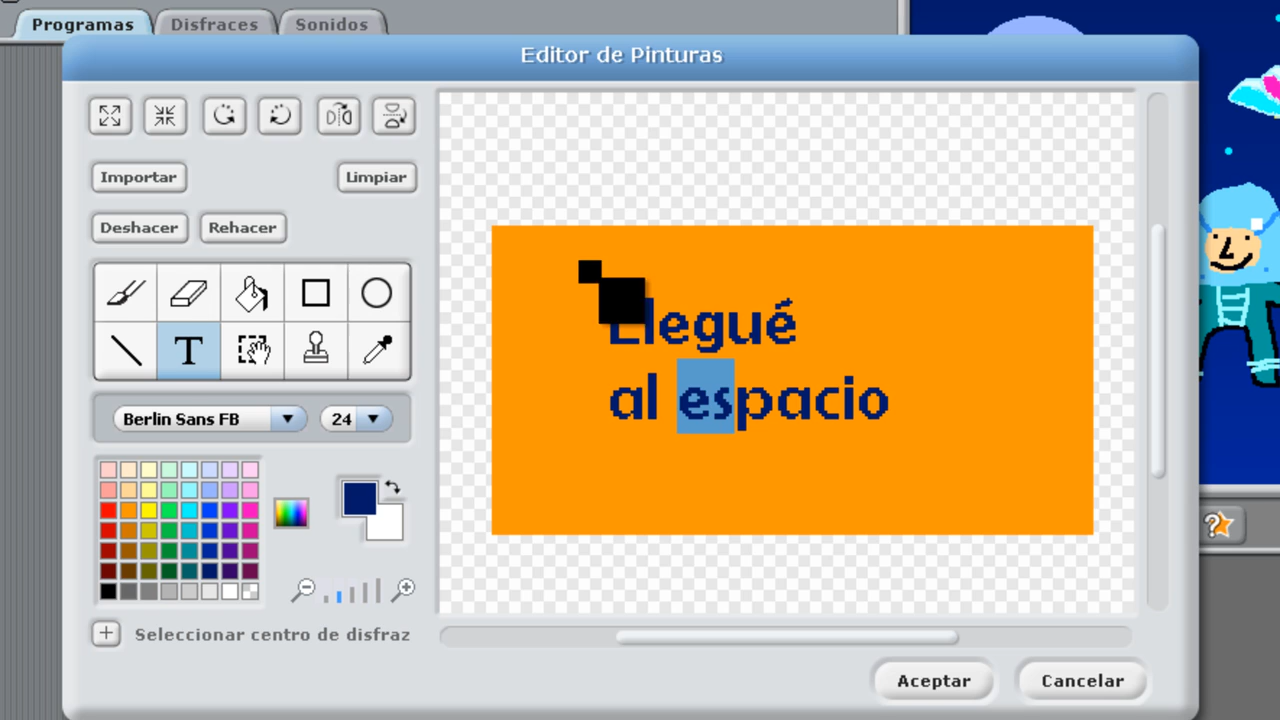 Programas
Disfraces
Sonidos
Editor de Pinturas
Importar
Limpiar
Deshacer
Rehacer
T
Berlin Sans FB
24
Seleccionar centro de disfraz
Llegué
al espacio
Aceptar
Cancelar
?